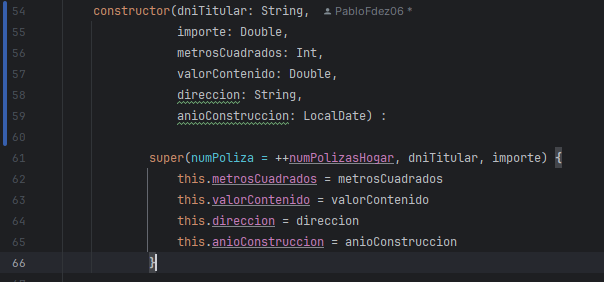 54 constructor(dniTitular: String, PabloFdez06 *
55 importe: Double,
56 metrosCuadrados: Int,
57 valorContenido: Double,
58 direccion: String,
59 anioConstruccion: LocalDate) :
60
61 super(numPoliza = ++numPolizasHogar, dniTitular, importe) {
62 this.metrosCuadrados = metrosCuadrados
63 this.valorContenido = valorContenido
64 this.direccion = direccion
65 this.anioConstruccion = anioConstruccion
66 }